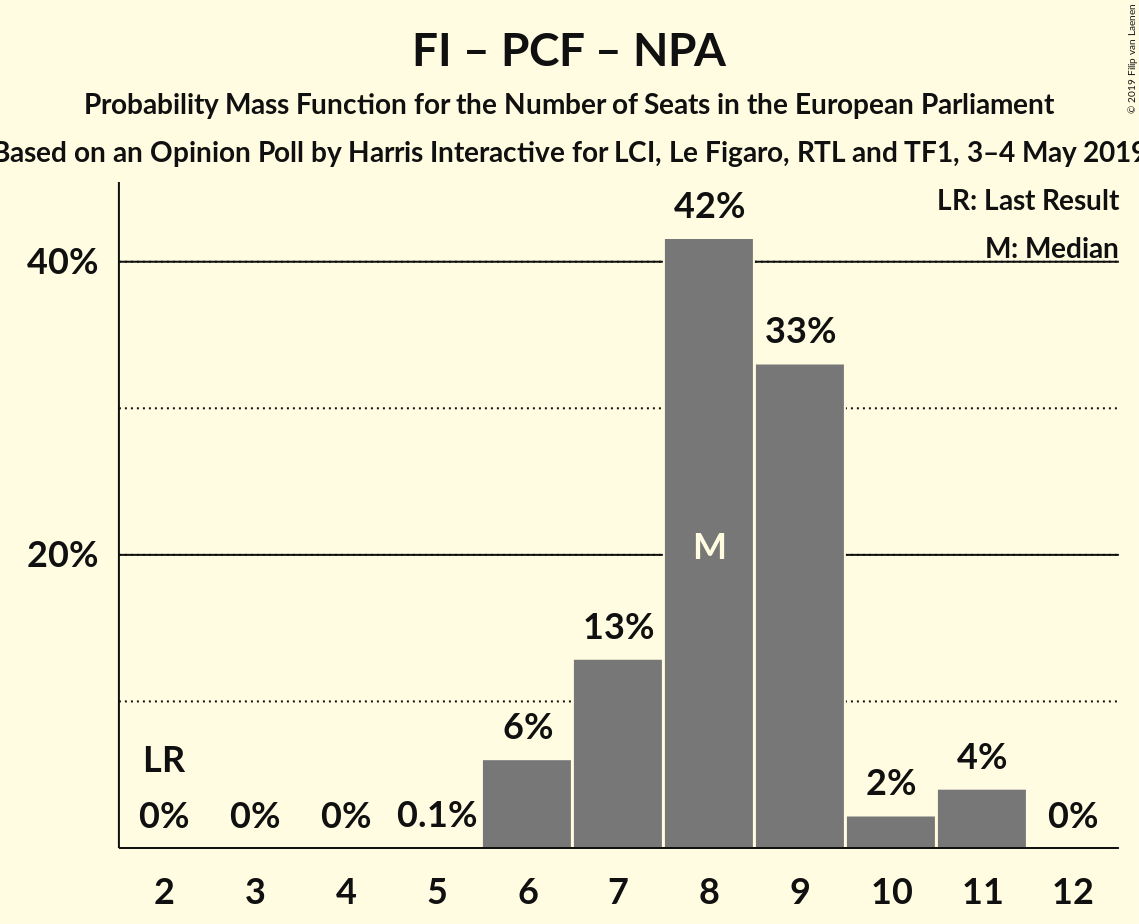 FI – PCF – NPA
Probability Mass Function for the Number of Seats in the European Parliament
Based on an Opinion Poll by Harris Interactive for LCI, Le Figaro, RTL and TF1, 3–4 May 2019
© 2019 Filip van Laenen
LR: Last Result
M: Median
42%
40%
33%
M
20%
13%
6%
LR
4%
2%
0% 0% 0% 0.1% 0%
2 3 4 5 6 7 8 9 10 11 12